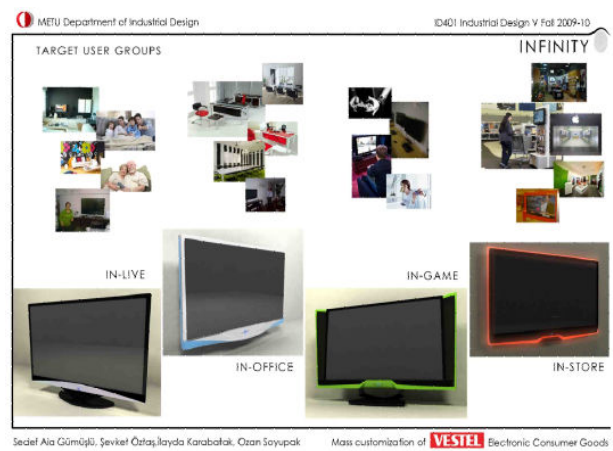 METU Department of Industrial Design
ID401 Industrial Design V Fall 2009-10
TARGET USER GROUPS
INFINITY
IN-LIVE
IN-OFFICE
IN-GAME
IN-STORE
Sedef Ala Gümüşlü, Şevket Öztaş,İlayda Karabatak, Ozan Soyupak
Mass customization of VESTEL Electronic Consumer Goods